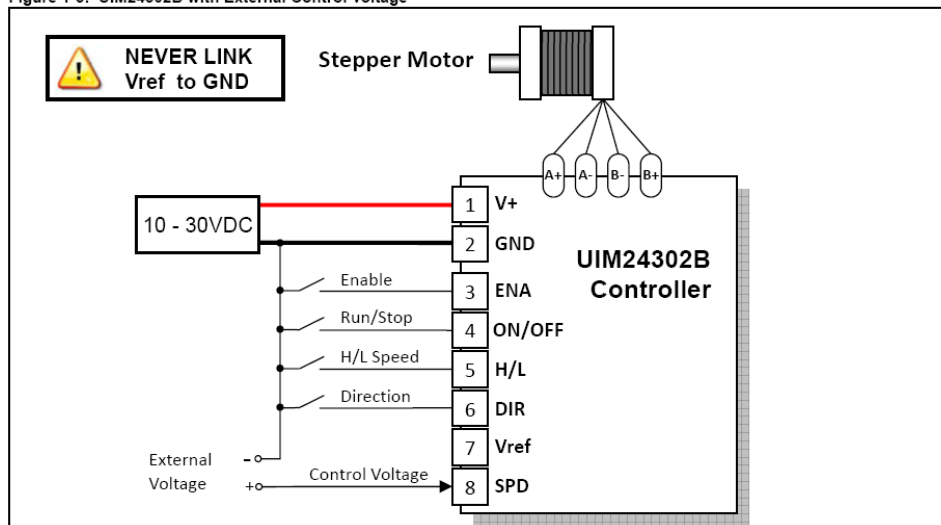 NEVER LINK
Vref to GND
Stepper Motor
A+ A- B- B+
10 - 30VDC
1 V+
2 GND
UIM24302B
Controller
Enable
3 ENA
Run/Stop
4 ON/OFF
H/L Speed
5 H/L
Direction
6 DIR
7 Vref
External
Voltage
-
+
Control Voltage
8 SPD